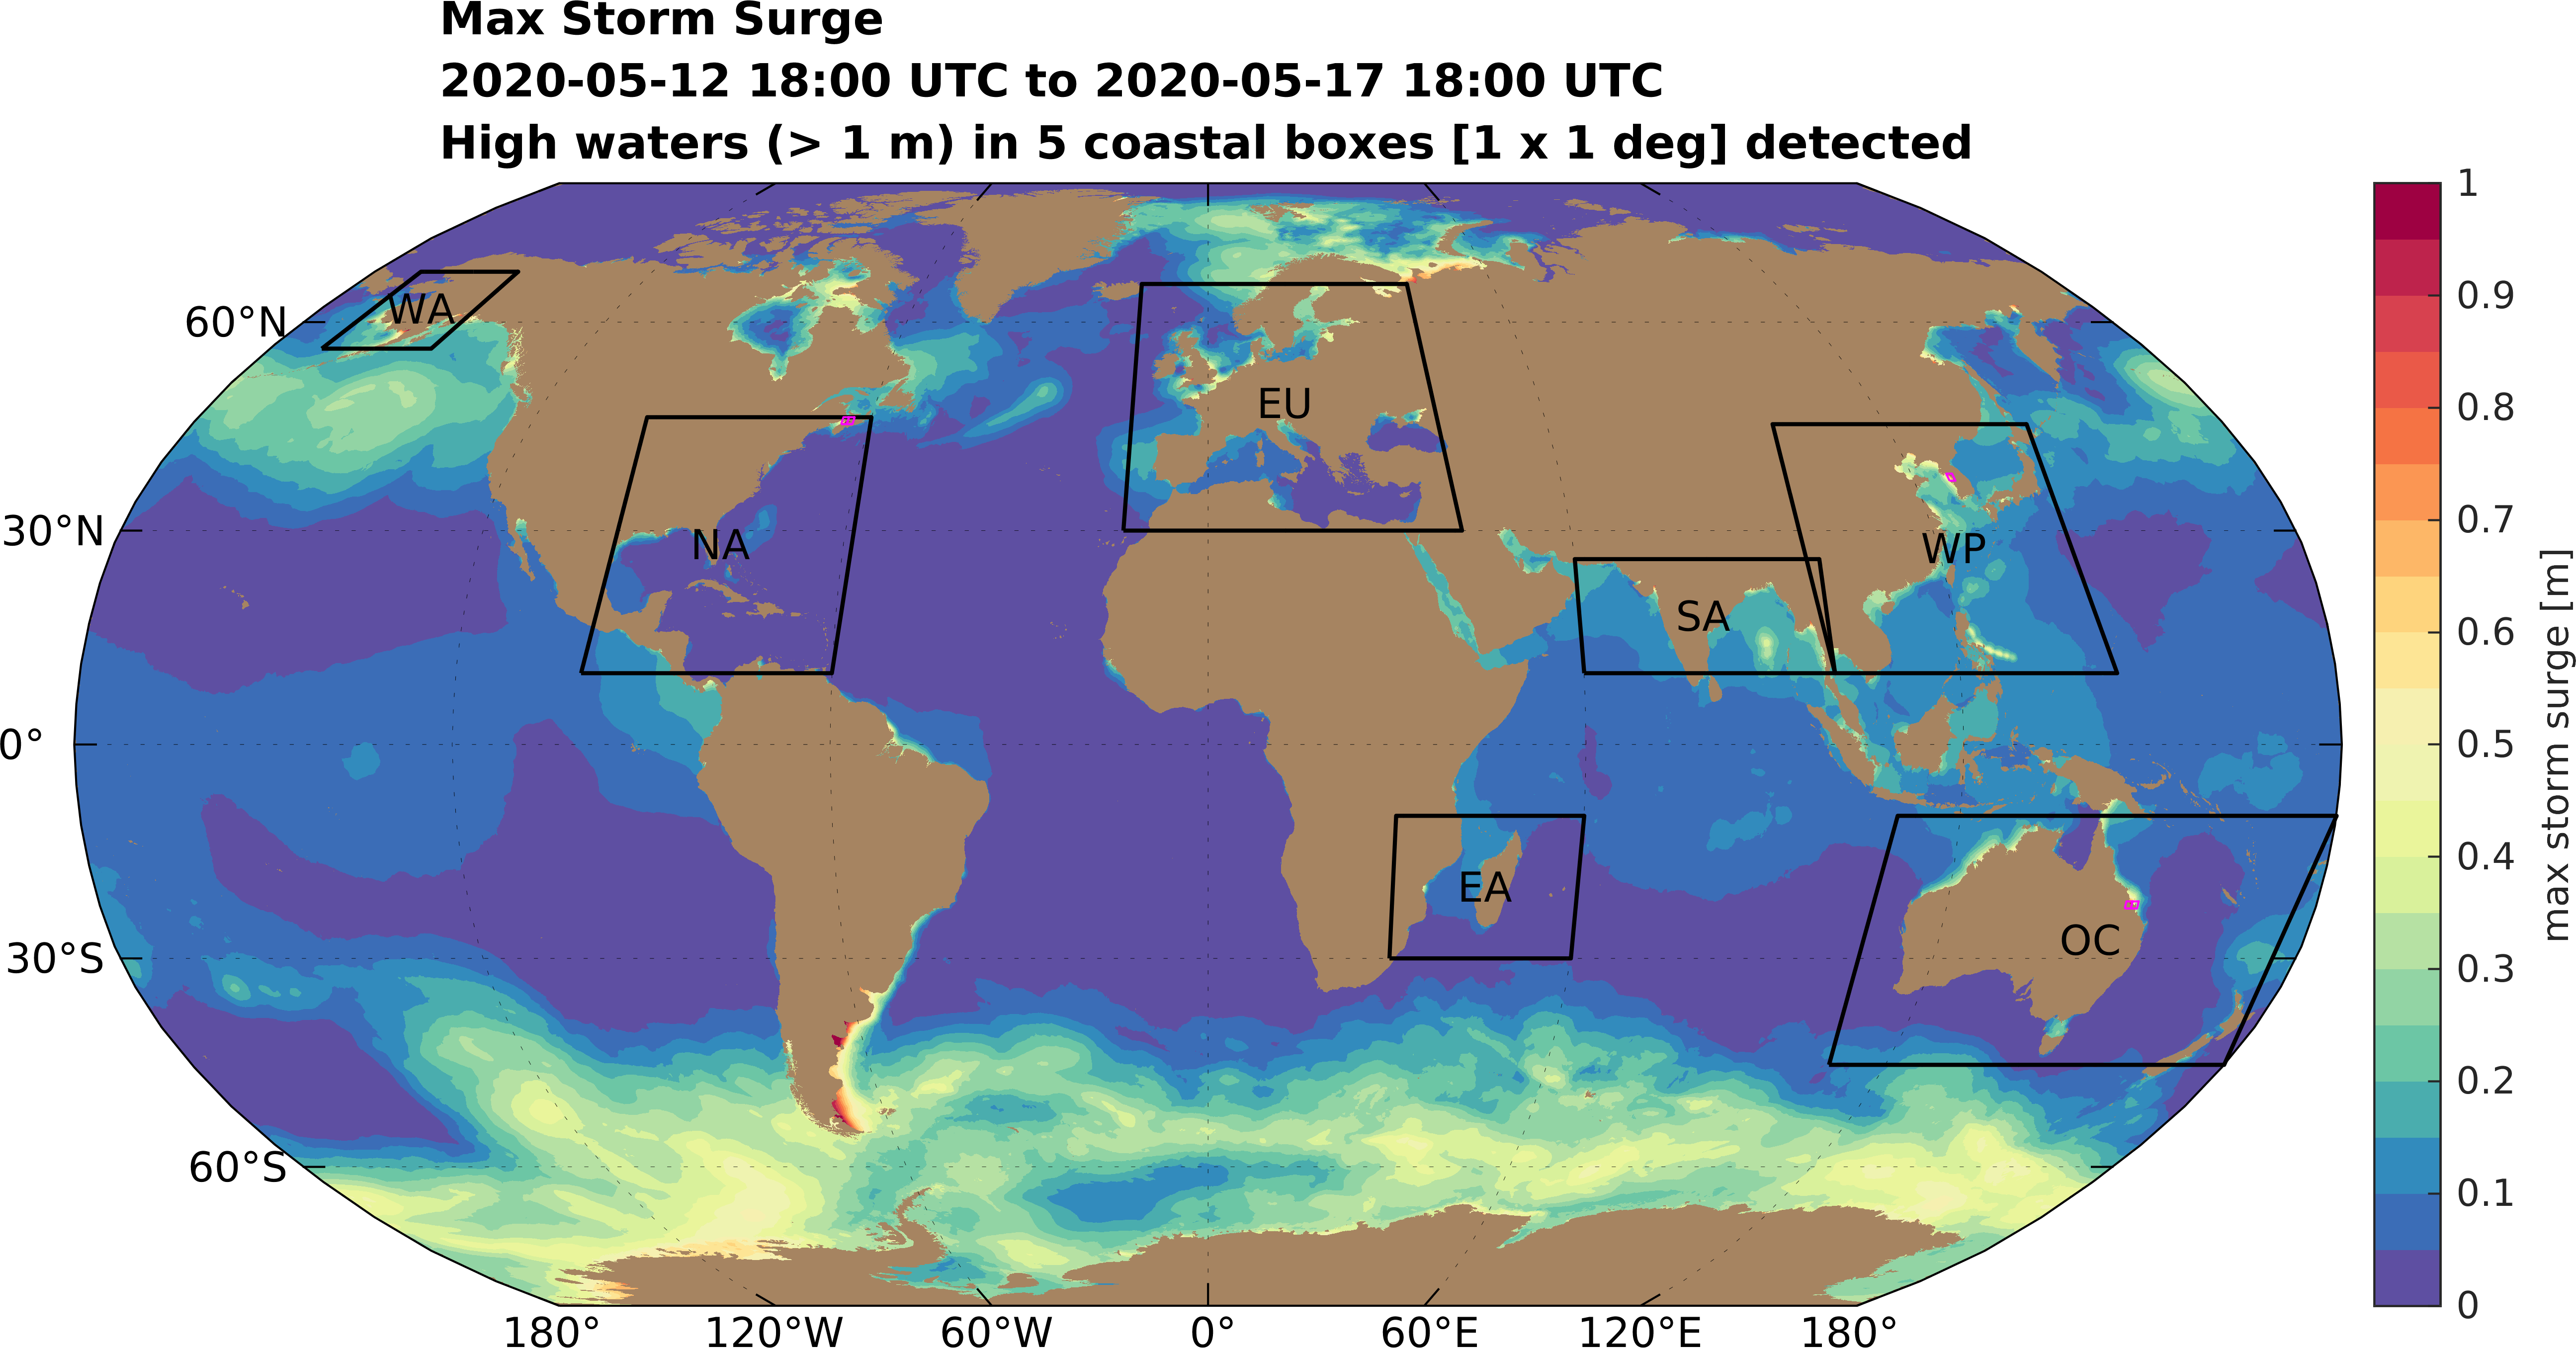 Max Storm Surge
2020-05-12 18:00 UTC to 2020-05-17 18:00 UTC
High waters (> 1 m) in 5 coastal boxes [1 x 1 deg] detected
60°N
30°N
0°
30°S
60°S
WA
NA
EU
SA
WP
EA
OC
180°
120°W
60°W
0°
60°E
120°E
180°
1
0.9
0.8
0.7
0.6
0.5
0.4
0.3
0.2
0.1
0
max storm surge [m]